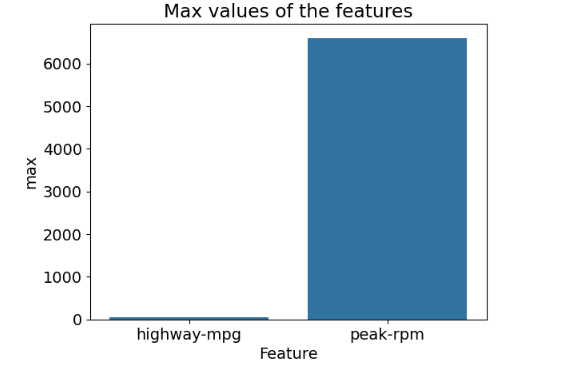 Max values of the features
6000
5000
4000
3000
2000
1000
0
max
highway-mpg
peak-rpm
Feature